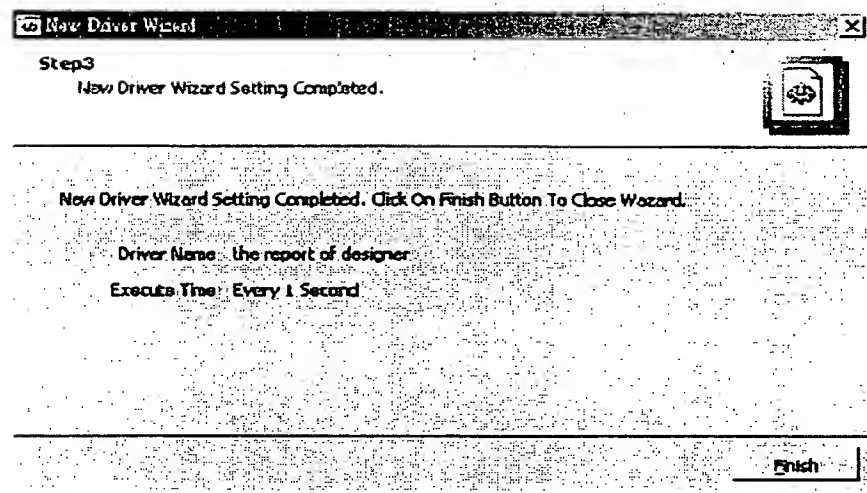 New Driver Wizard
Step3
New Driver Wizard Setting Completed.
New Driver Wizard Setting Completed. Click On Finish Button To Close Wazard.
Driver Name: the report of designer
Execute Time: Every 1 Second
Finish